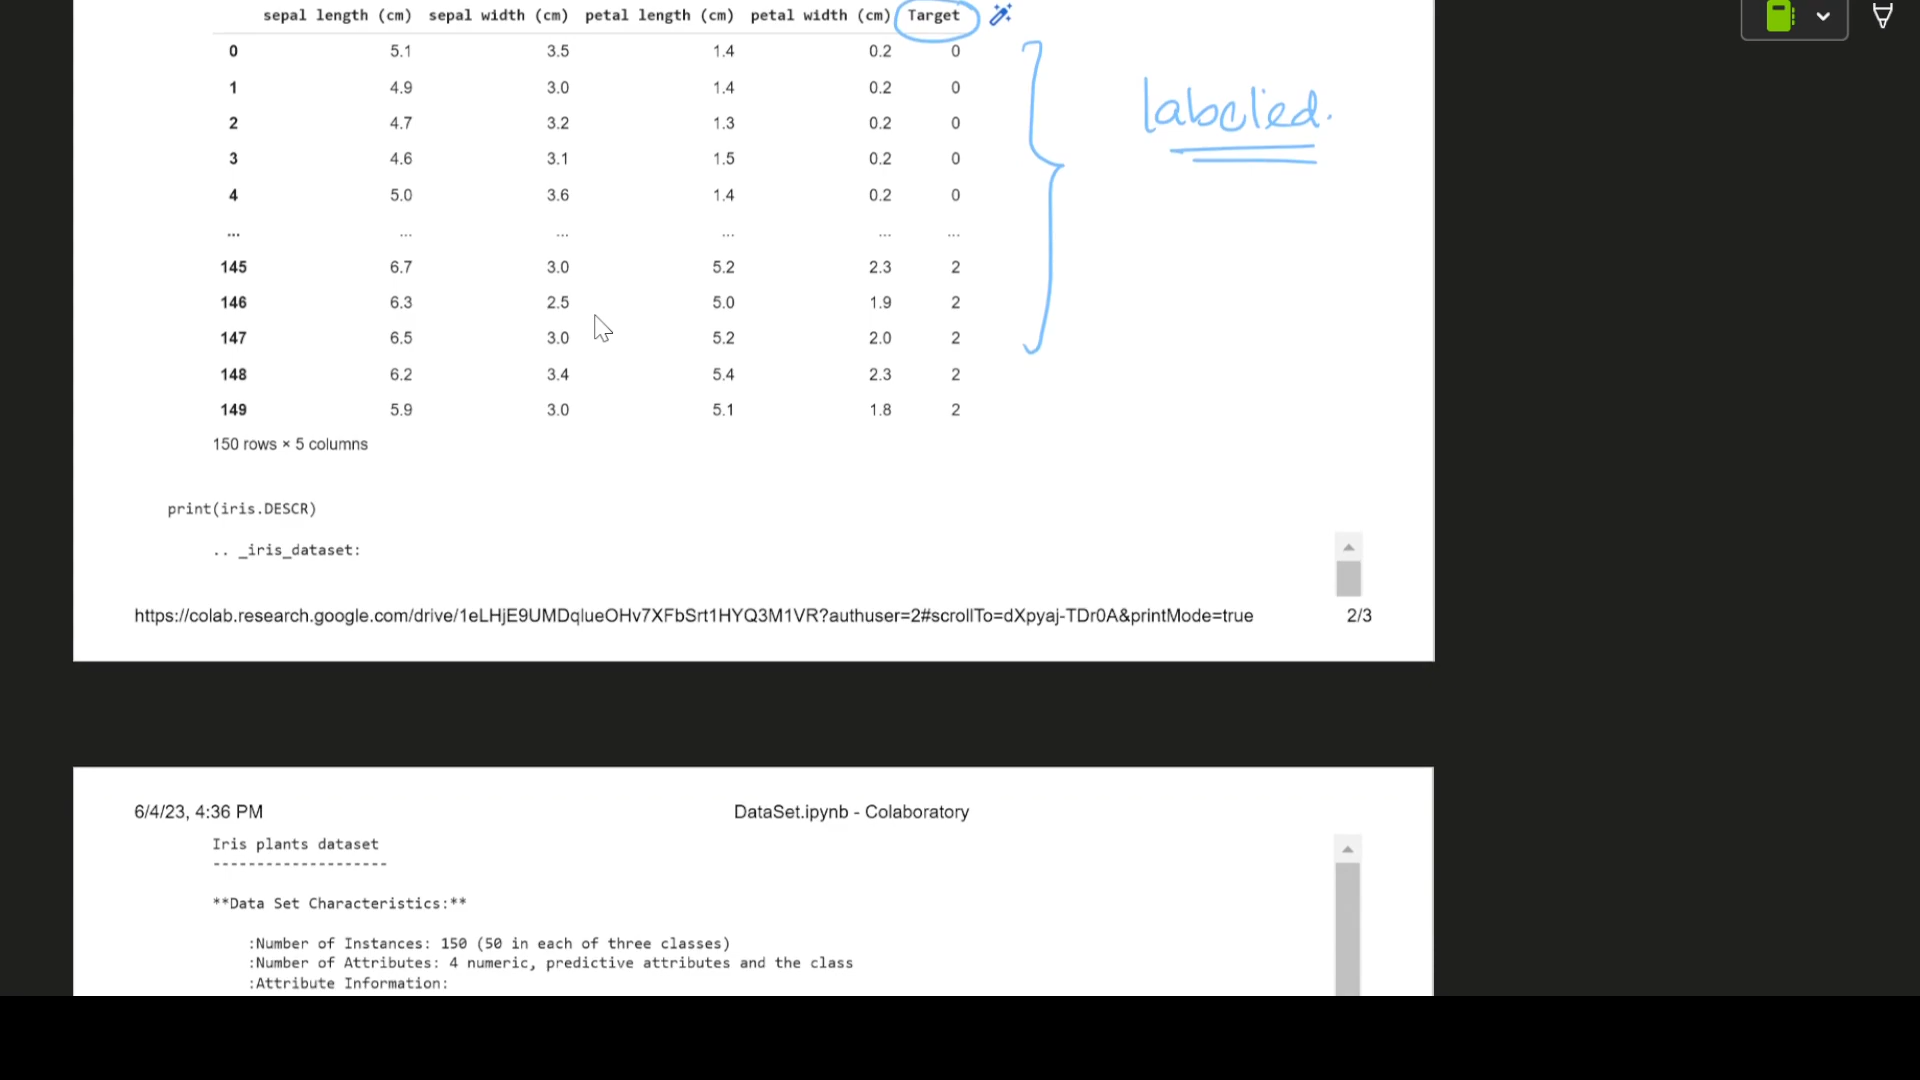 sepal length (cm) sepal width (cm) petal length (cm) petal width (cm) Target
0 5.1 3.5 1.4 0.2 0
1 4.9 3.0 1.4 0.2 0
labeled.
2 4.7 3.2 1.3 0.2 0
3 4.6 3.1 1.5 0.2 0
4 5.0 3.6 1.4 0.2 0
... ... ... ... ... ...
145 6.7 3.0 5.2 2.3 2
146 6.3 2.5 5.0 1.9 2
147 6.5 3.0 5.2 2.0 2
148 6.2 3.4 5.4 2.3 2
149 5.9 3.0 5.1 1.8 2
150 rows × 5 columns
print(iris.DESCR)
.. _iris_dataset:
https://colab.research.google.com/drive/1eLHjE9UMDqlueOHv7XFbSrt1HYQ3M1VR?authuser=2#scrollTo=dXpyaj-TDr0A&printMode=true 2/3
6/4/23, 4:36 PM DataSet.ipynb - Colaboratory
Iris plants dataset
--------------------
**Data Set Characteristics:**
:Number of Instances: 150 (50 in each of three classes)
:Number of Attributes: 4 numeric, predictive attributes and the class
:Attribute Information: